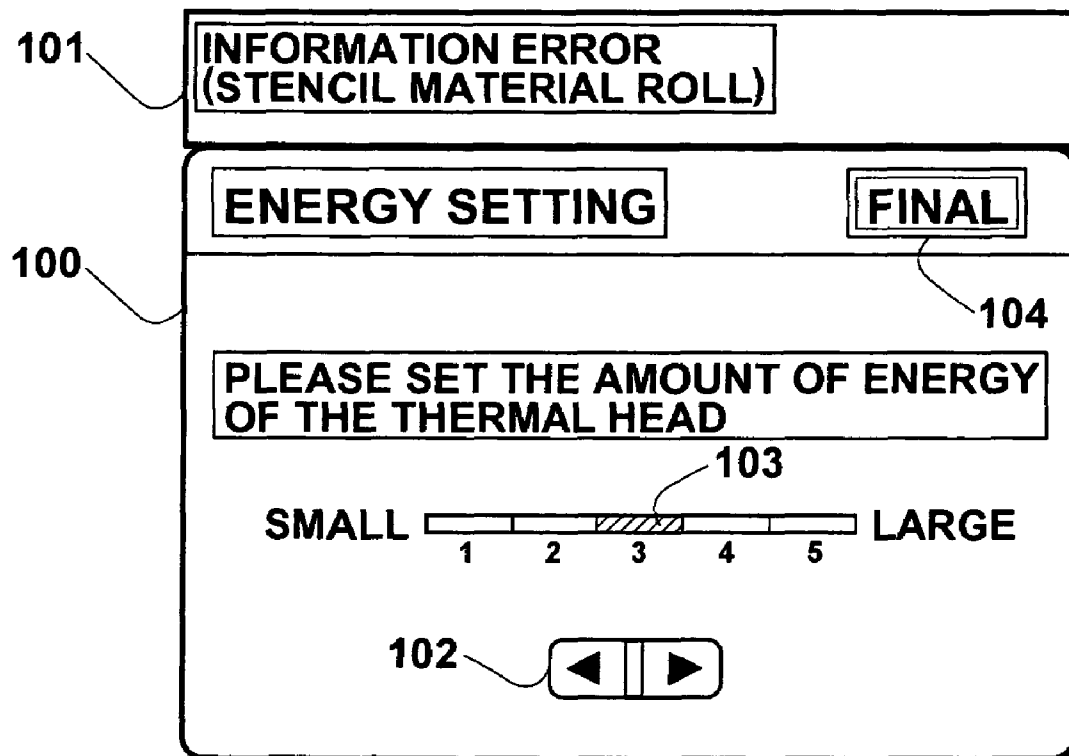 101
INFORMATION ERROR
(STENCIL MATERIAL ROLL)
ENERGY SETTING
FINAL
100
104
PLEASE SET THE AMOUNT OF ENERGY
OF THE THERMAL HEAD
103
SMALL
LARGE
1 2 3 4 5
102